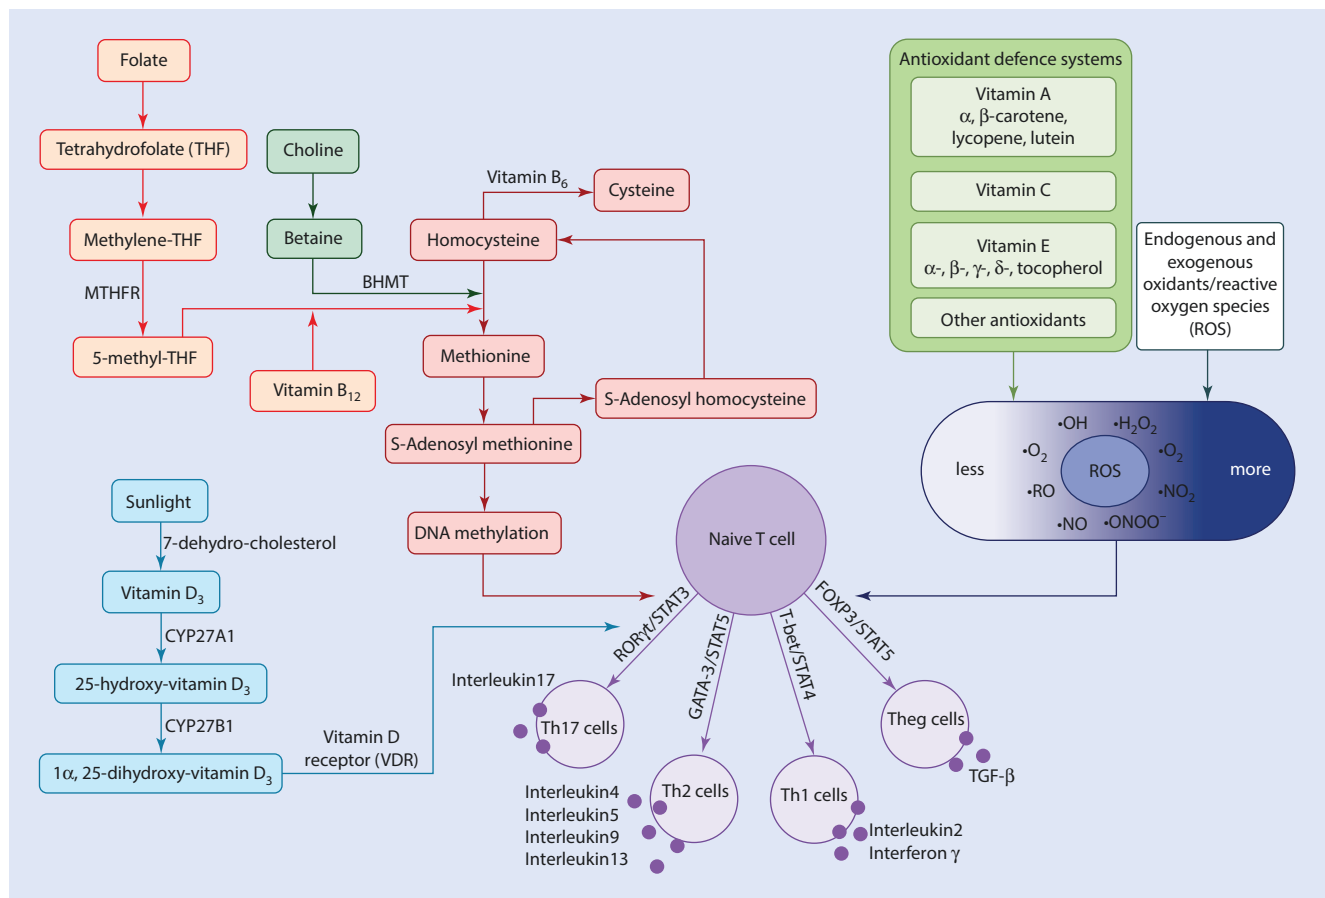 Folate
Tetrahydrofolate (THF)
Methylene-THF
MTHFR
5-methyl-THF
Vitamin B12
Choline
Betaine
BHMT
Vitamin B6
Cysteine
Homocysteine
Methionine
S-Adenosyl homocysteine
S-Adenosyl methionine
DNA methylation
Antioxidant defence systems
Vitamin A
α, β-carotene,
lycopene, lutein
Vitamin C
Vitamin E
α-, β-, γ-, δ-, tocopherol
Other antioxidants
Endogenous and
exogenous
oxidants/reactive
oxygen species
(ROS)
less
•OH
•H2O2
•O2
•O2
ROS
•RO
•NO2
•NO
•ONOO−
more
Sunlight
7-dehydro-cholesterol
Vitamin D3
CYP27A1
25-hydroxy-vitamin D3
CYP27B1
1α, 25-dihydroxy-vitamin D3
Vitamin D
receptor (VDR)
Naive T cell
RORγt/STAT3
GATA-3/STAT5
T-bet/STAT4
FOXP3/STAT5
Interleukin17
Th17 cells
Theg cells
TGF-β
Th2 cells
Interleukin4
Interleukin5
Interleukin9
Interleukin13
Th1 cells
Interleukin2
Interferon γ